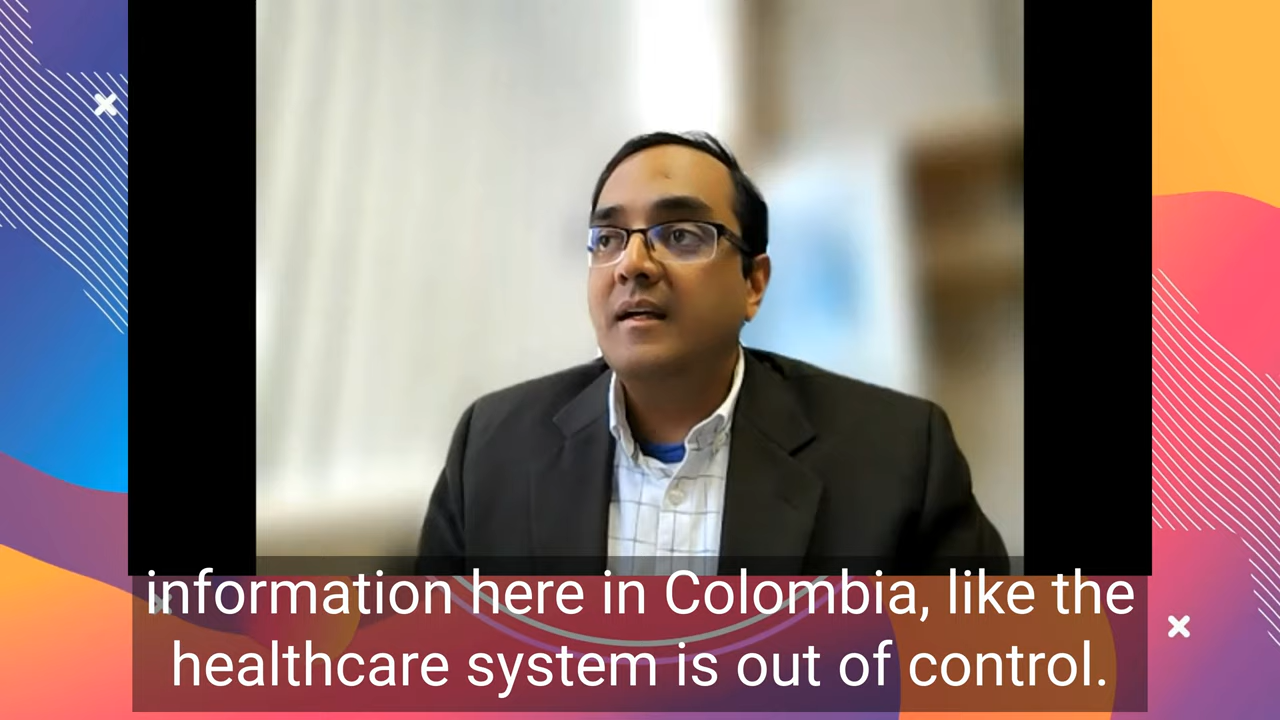 information here in Colombia, like the
healthcare system is out of control.